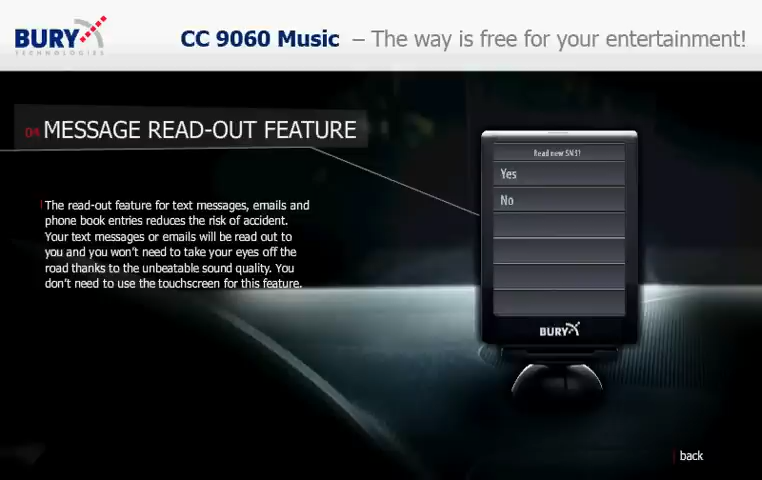 BURY
TECHNOLOGIES
CC 9060 Music – The way is free for your entertainment!
04 MESSAGE READ-OUT FEATURE
Read new SMS?
Yes
No
The read-out feature for text messages, emails and
phone book entries reduces the risk of accident.
Your text messages or emails will be read out to
you and you won't need to take your eyes off the
road thanks to the unbeatable sound quality. You
don't need to use the touchscreen for this feature.
BURY
back